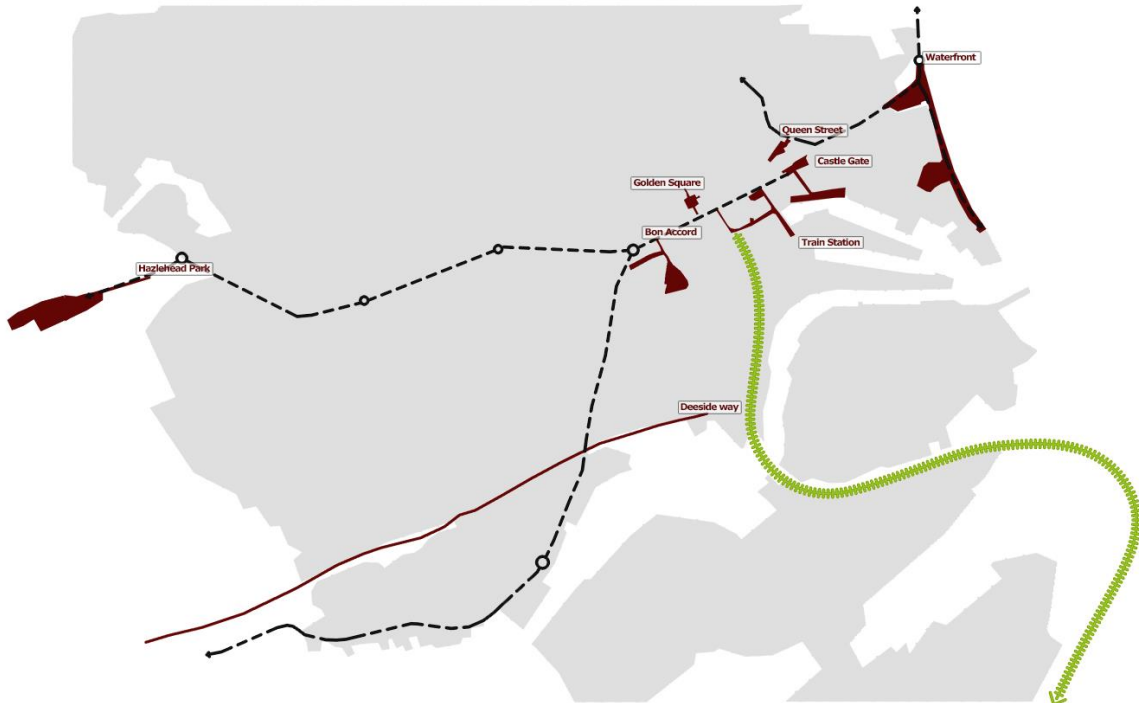 Waterfront
Queen Street
Castle Gate
Golden Square
Bon Accord
Train Station
Hazlehead Park
Deeside way